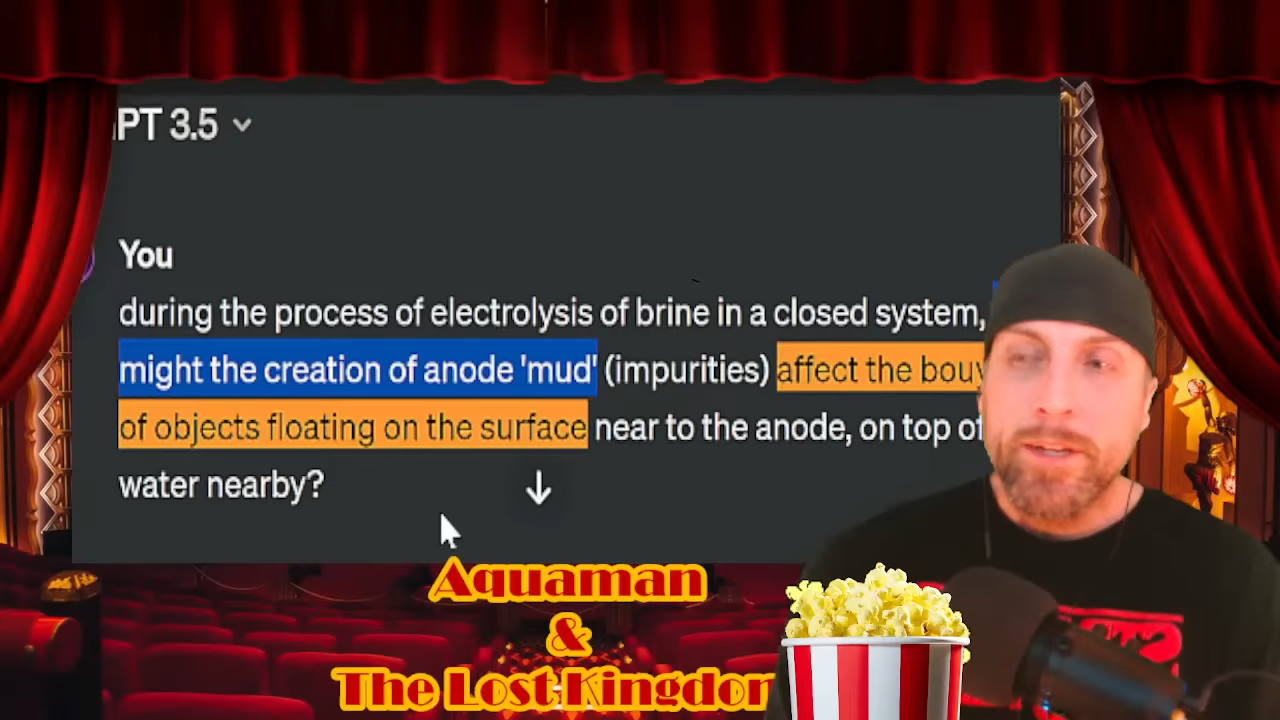 PT 3.5
You
during the process of electrolysis of brine in a closed system,
might the creation of anode 'mud' (impurities) affect the bouy
of objects floating on the surface near to the anode, on top of
water nearby?
Aquaman
&
The Lost Kingdom